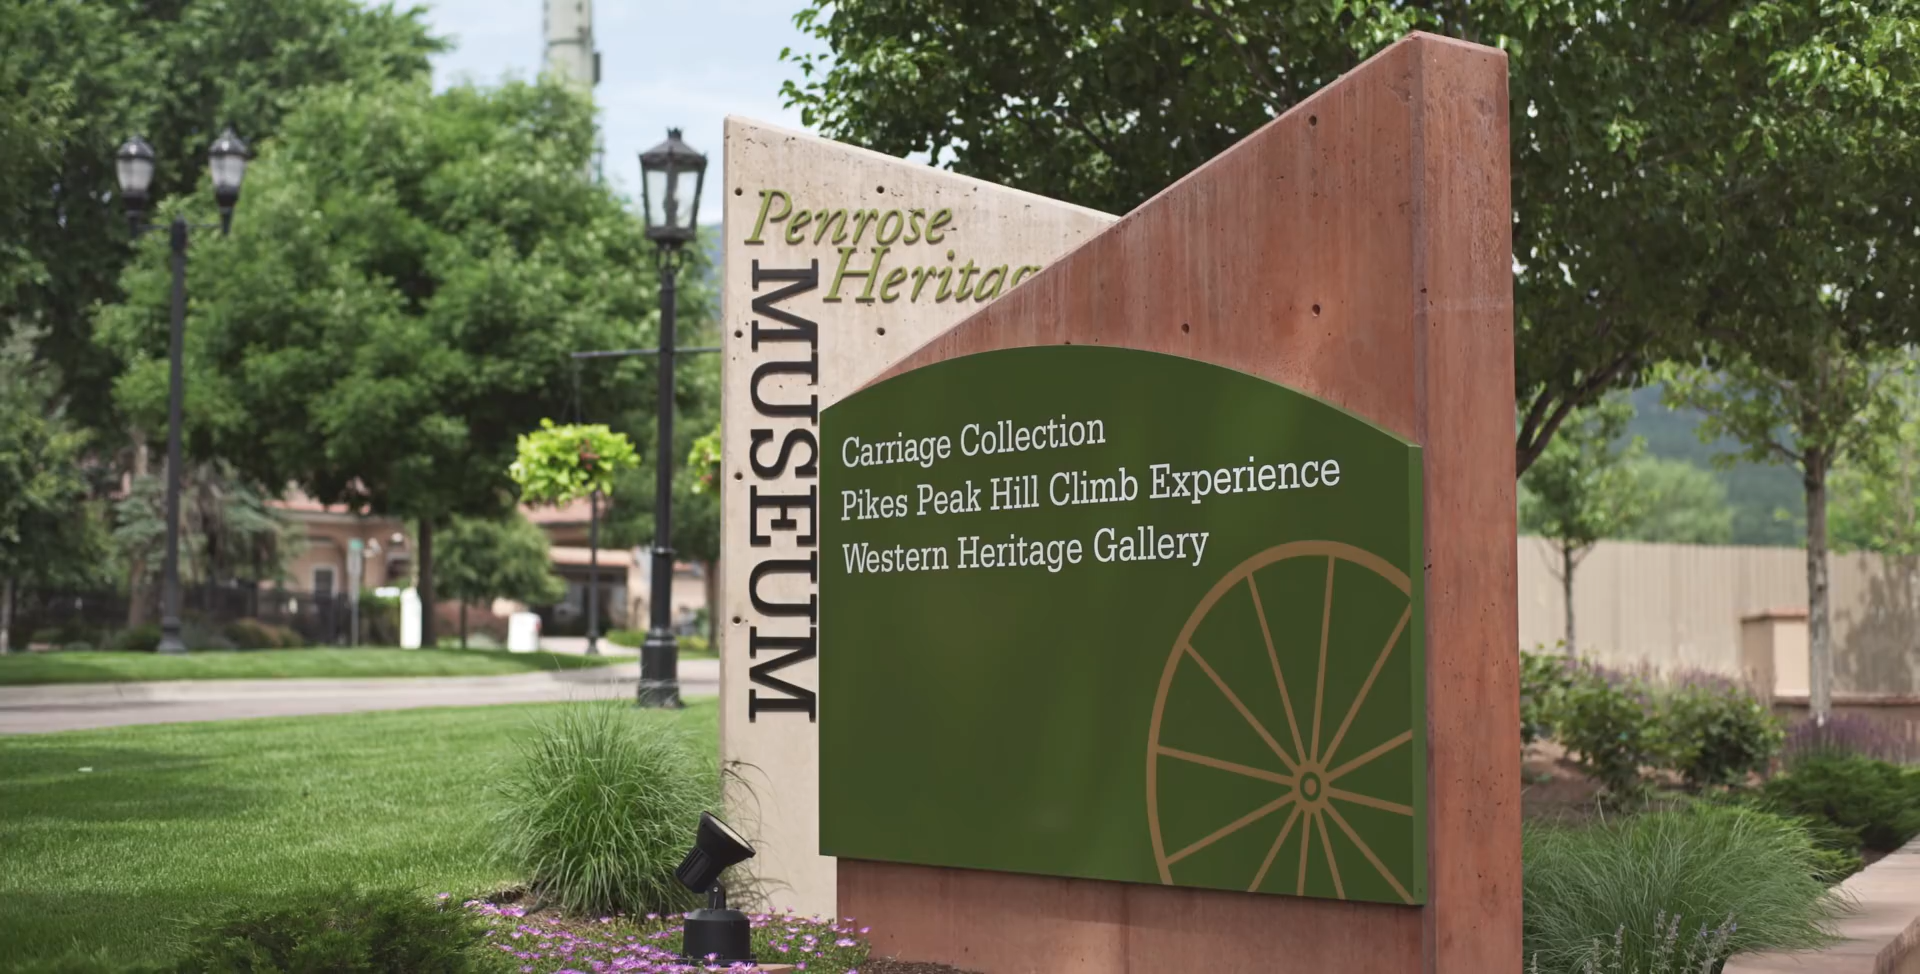 Penrose
Heritag
MUSEUM
Carriage Collection
Pikes Peak Hill Climb Experience
Western Heritage Gallery